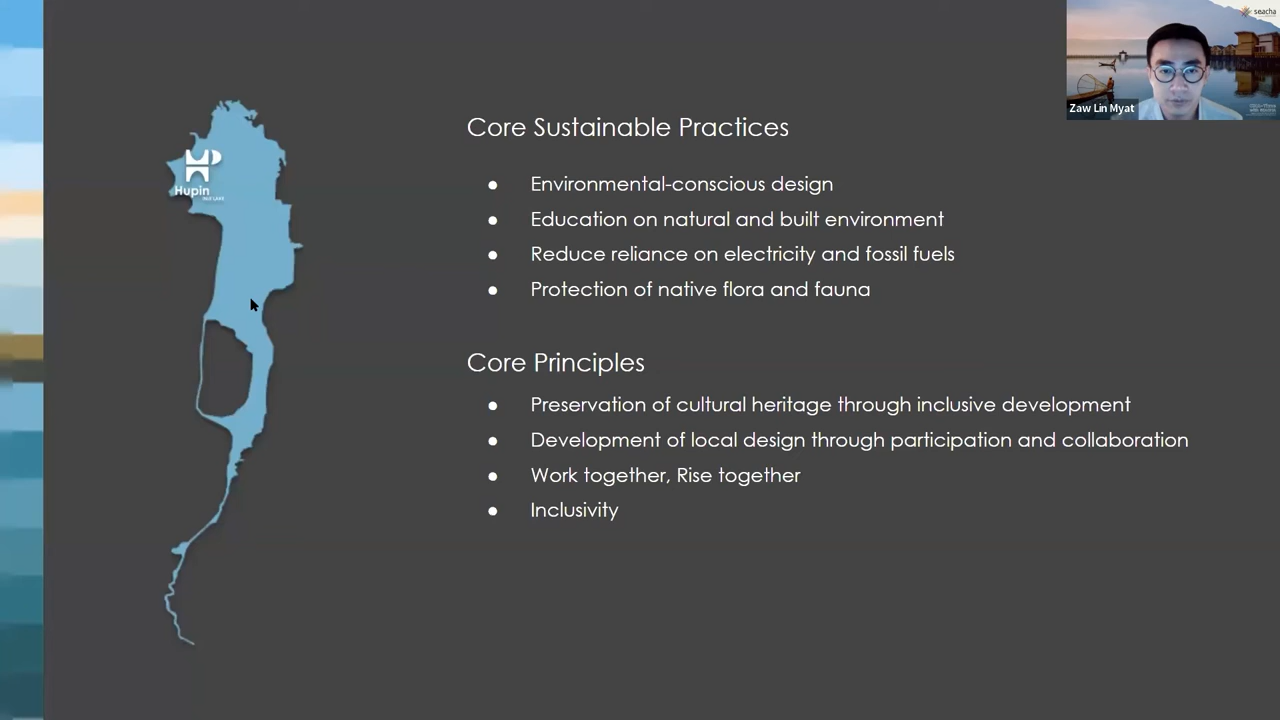 seacha
Zaw Lin Myat
Core Sustainable Practices
● Environmental-conscious design
● Education on natural and built environment
● Reduce reliance on electricity and fossil fuels
● Protection of native flora and fauna
Hupin
INLE LAKE
Core Principles
● Preservation of cultural heritage through inclusive development
● Development of local design through participation and collaboration
● Work together, Rise together
● Inclusivity